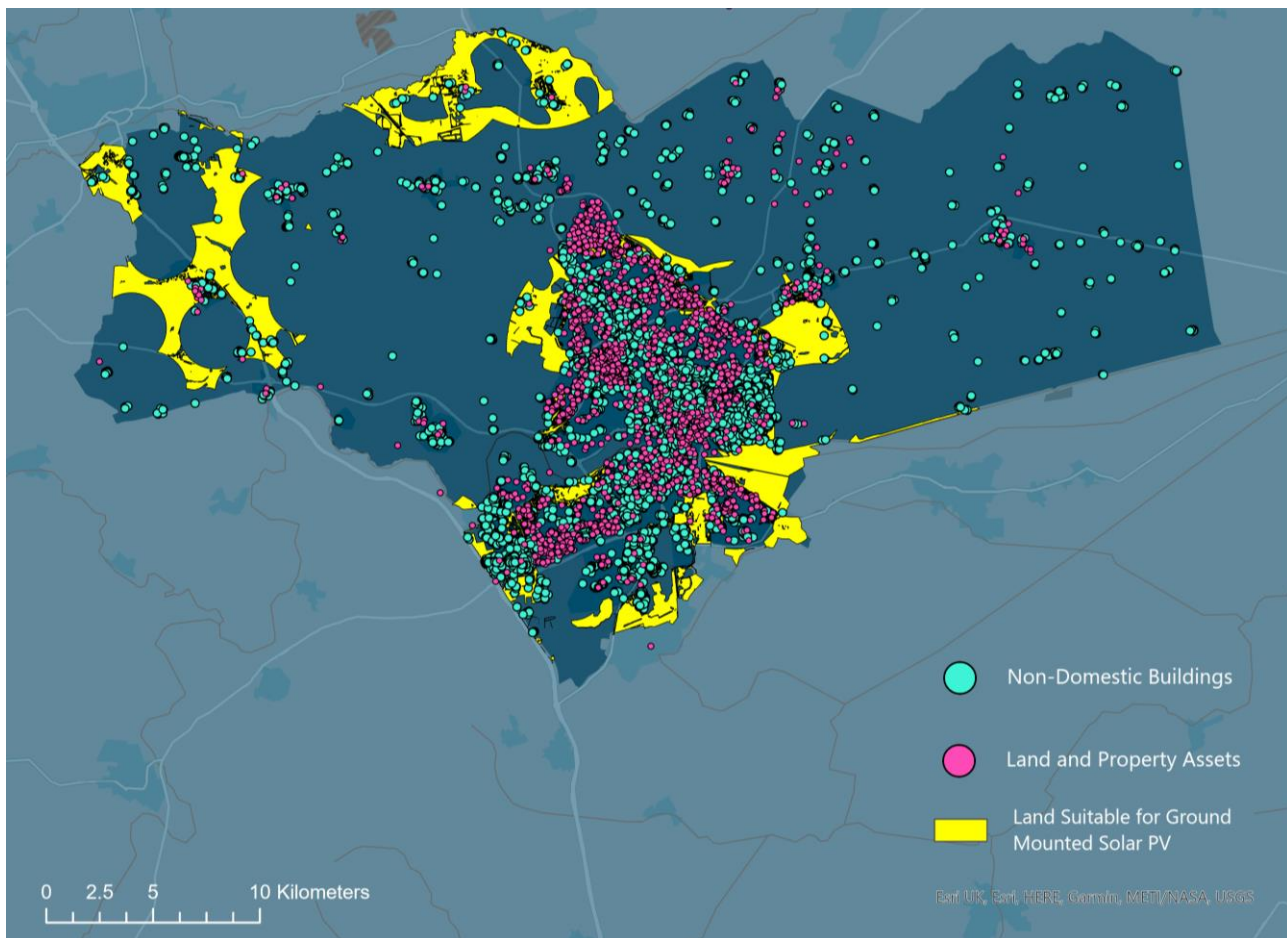 Non-Domestic Buildings
Land and Property Assets
Land Suitable for Ground
Mounted Solar PV
0 2.5 5 10 Kilometers
Esri UK, Esri, HERE, Garmin, METI/NASA, USGS